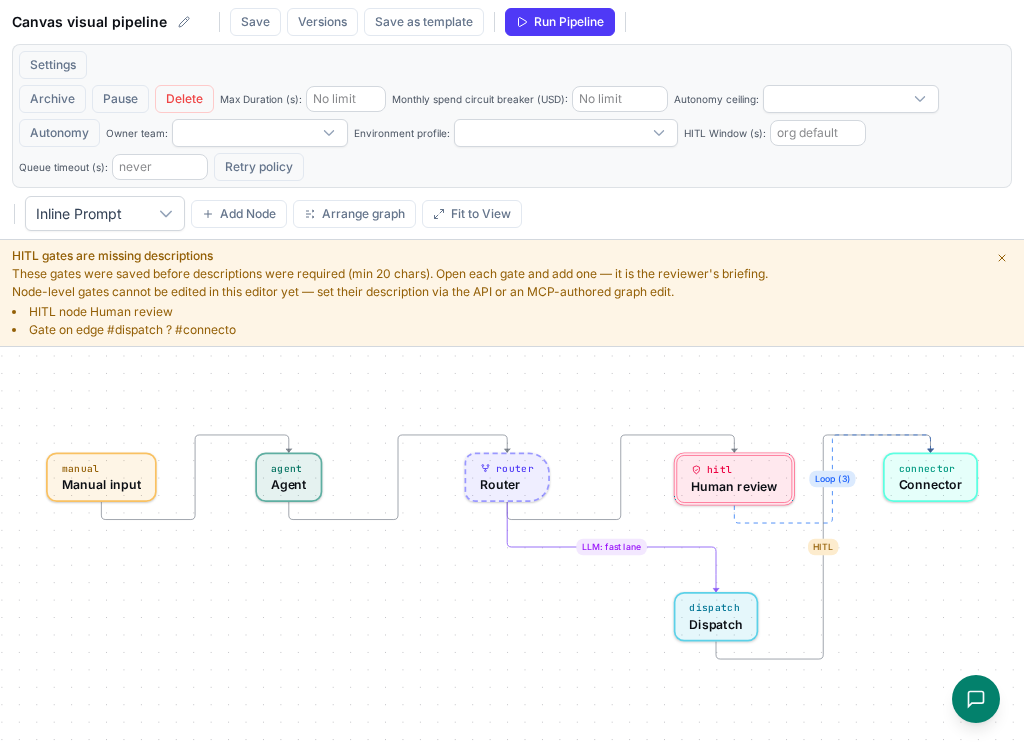 Canvas visual pipeline
Save
Versions
Save as template
Run Pipeline
Settings
Archive
Pause
Delete
Max Duration (s):
No limit
Monthly spend circuit breaker (USD):
No limit
Autonomy ceiling:
Autonomy
Owner team:
Environment profile:
HITL Window (s):
org default
Queue timeout (s):
never
Retry policy
Inline Prompt
Add Node
Arrange graph
Fit to View
HITL gates are missing descriptions
These gates were saved before descriptions were required (min 20 chars). Open each gate and add one — it is the reviewer's briefing.
Node-level gates cannot be edited in this editor yet — set their description via the API or an MCP-authored graph edit.
• HITL node Human review
• Gate on edge #dispatch ? #connecto
manual
Manual input
agent
Agent
router
Router
hitl
Human review
Loop (3)
connector
Connector
LLM: fast lane
HITL
dispatch
Dispatch